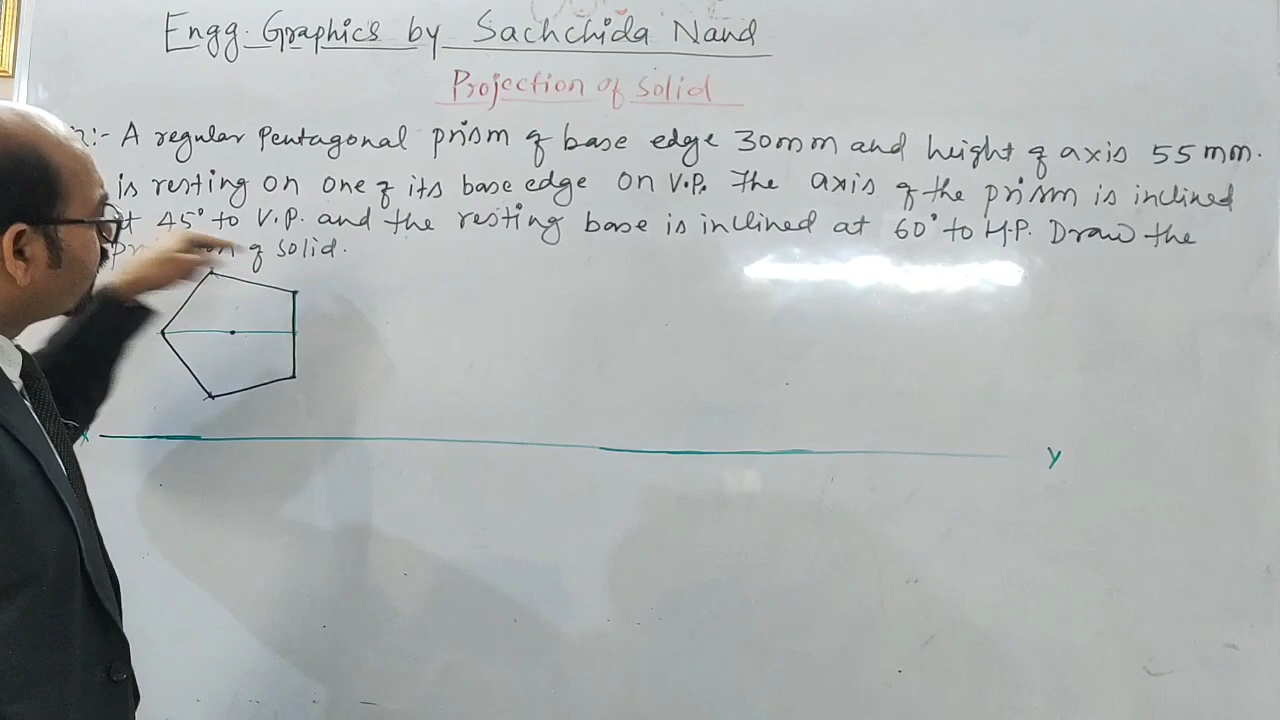 Engg. Graphics by Sachchida Nand
Projection of Solid
:- A regular Pentagonal prism of base edge 30mm and height of axis 55mm.
is resting on one of its base edge on V.P. The axis of the prism is inclined
at 45° to V.P. and the resting base is inclined at 60° to H.P. Draw the
of solid.
x y